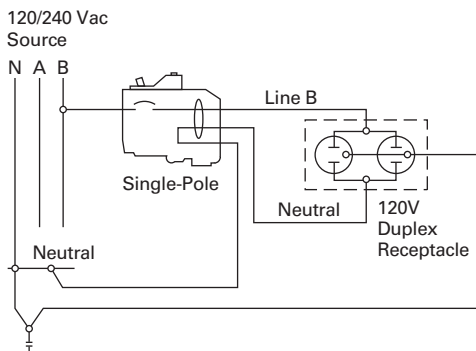 120/240 Vac
Source
N A B
Line B
Single-Pole
Neutral
120V
Duplex
Receptacle
Neutral